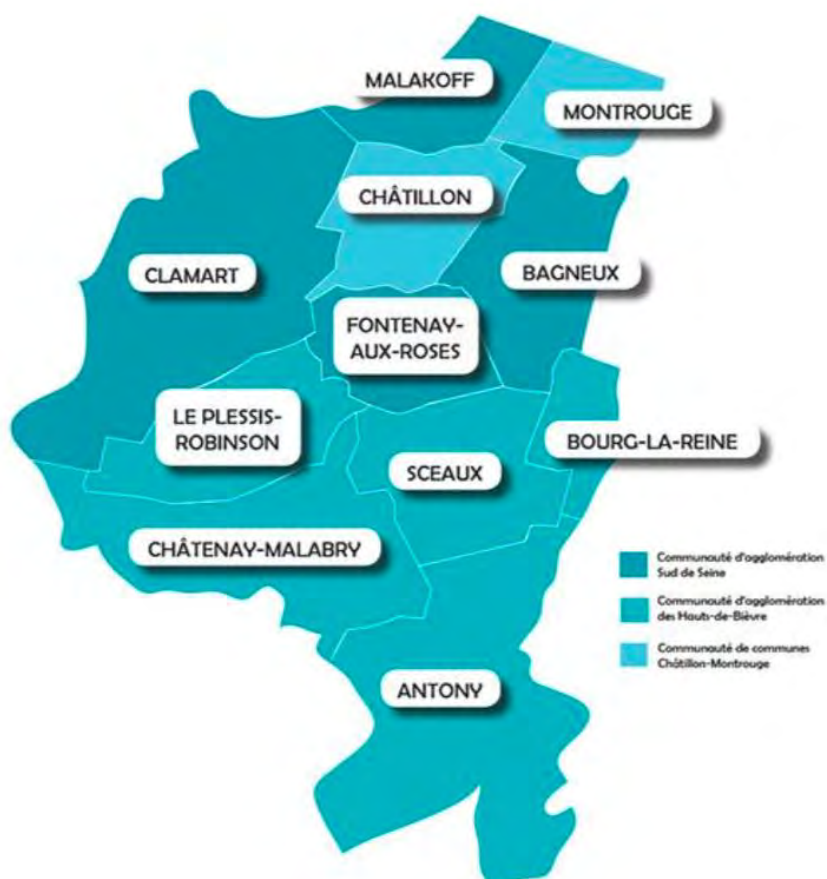 MALAKOFF
MONTROUGE
CHÂTILLON
CLAMART
BAGNEUX
FONTENAY-
AUX-ROSES
LE PLESSIS-
ROBINSON
BOURG-LA-REINE
SCEAUX
CHÂTENAY-MALABRY
ANTONY
Communauté d'agglomération
Sud de Seine
Communauté d'agglomération
des Hauts-de-Bièvre
Communauté de communes
Châtillon-Montrouge